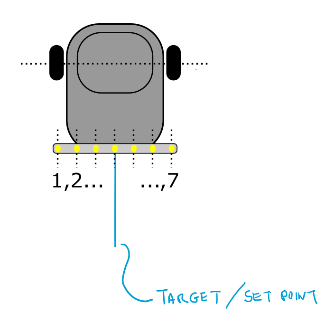 1,2... ...,7
TARGET/SET POINT